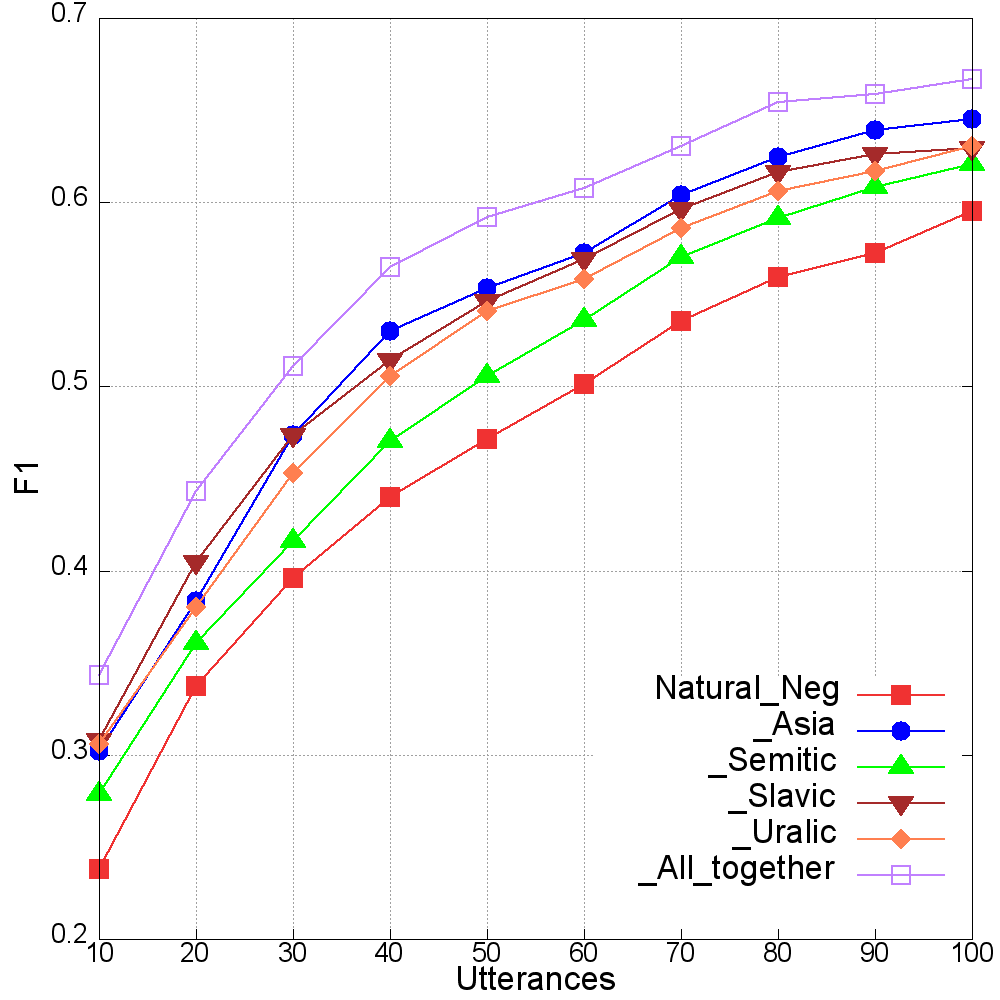 0.7
0.6
0.5
0.4
0.3
0.2
F1
Natural_Neg
_Asia
_Semitic
_Slavic
_Uralic
_All_together
10 20 30 40 50 60 70 80 90 100
Utterances